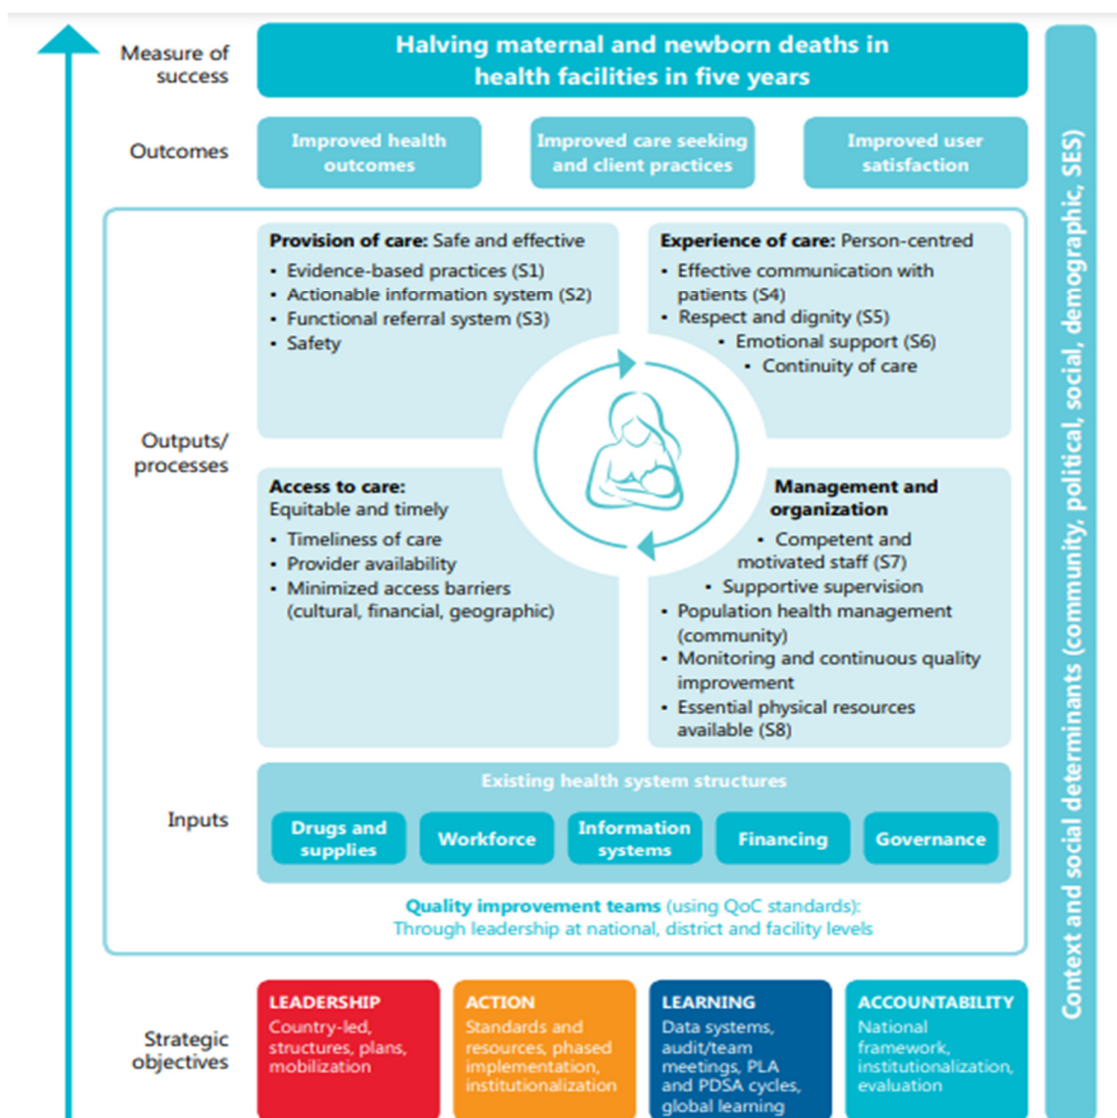 Measure of
success
Halving maternal and newborn deaths in
health facilities in five years
Outcomes
Improved health
outcomes
Improved care seeking
and client practices
Improved user
satisfaction
Outputs/
processes
Provision of care: Safe and effective
• Evidence-based practices (S1)
• Actionable information system (S2)
• Functional referral system (S3)
• Safety
Experience of care: Person-centred
• Effective communication with
patients (S4)
• Respect and dignity (S5)
• Emotional support (S6)
• Continuity of care
Access to care:
Equitable and timely
• Timeliness of care
• Provider availability
• Minimized access barriers
(cultural, financial, geographic)
Management and
organization
• Competent and
motivated staff (S7)
• Supportive supervision
• Population health management
(community)
• Monitoring and continuous quality
improvement
• Essential physical resources
available (S8)
Inputs
Existing health system structures
Drugs and
supplies
Workforce
Information
systems
Financing
Governance
Quality improvement teams (using QoC standards):
Through leadership at national, district and facility levels
Strategic
objectives
LEADERSHIP
Country-led,
structures, plans,
mobilization
ACTION
Standards and
resources, phased
implementation,
institutionalization
LEARNING
Data systems,
audit/team
meetings, PLA
and PDSA cycles,
global learning
ACCOUNTABILITY
National
framework,
institutionalization,
evaluation
Context and social determinants (community, political, social, demographic, SES)